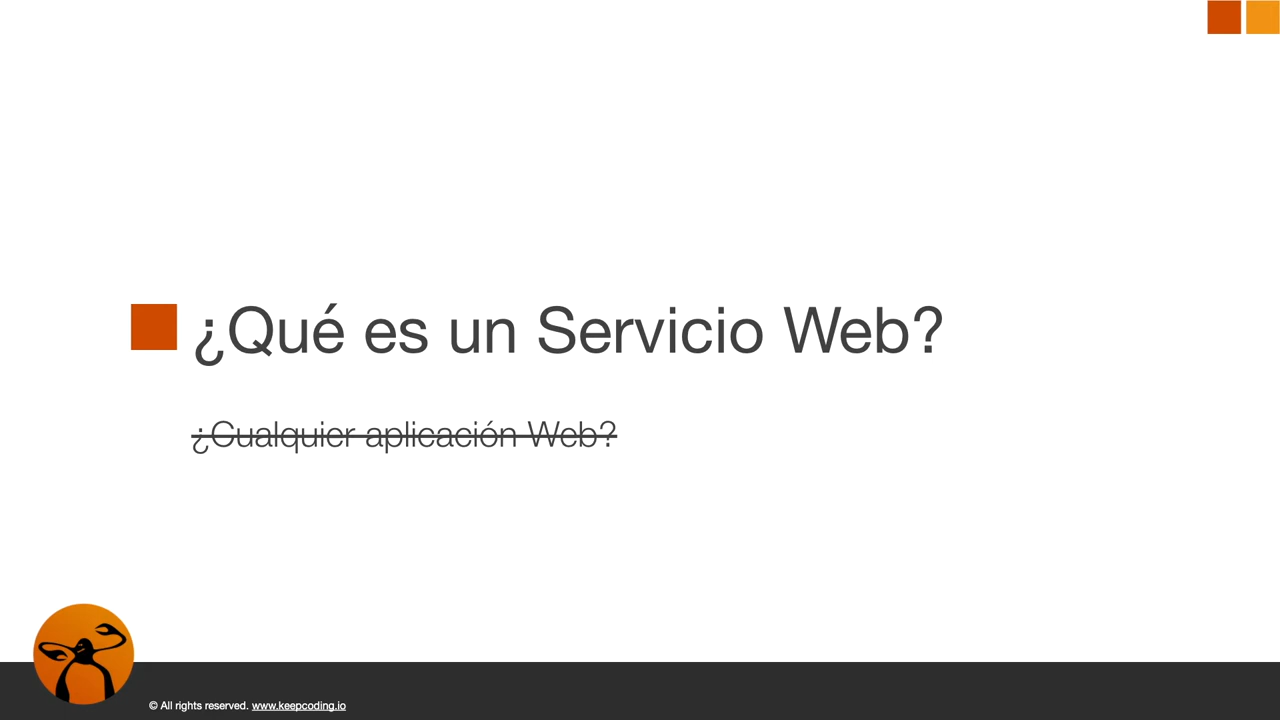 ¿Qué es un Servicio Web?
¿Cualquier aplicación Web?
© All rights reserved. www.keepcoding.io